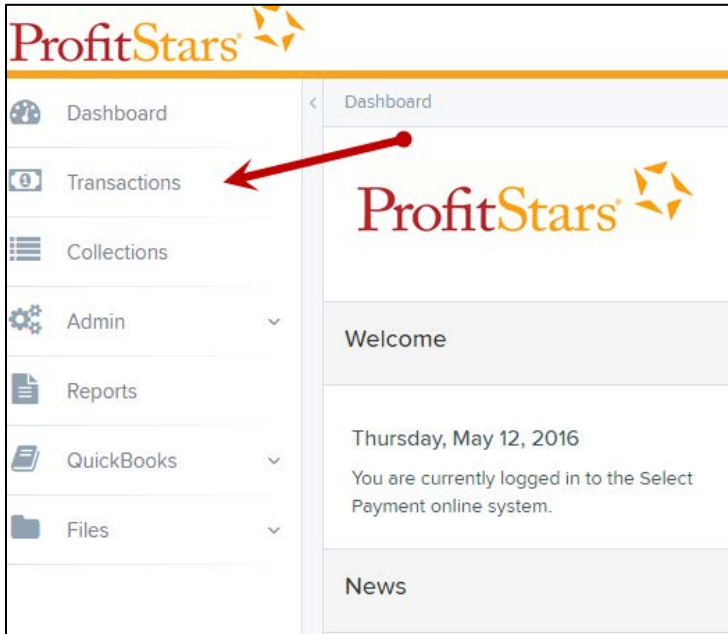 ProfitStars
Dashboard
Transactions
Collections
Admin
Reports
QuickBooks
Files
Dashboard
ProfitStars
Welcome
Thursday, May 12, 2016
You are currently logged in to the Select
Payment online system.
News